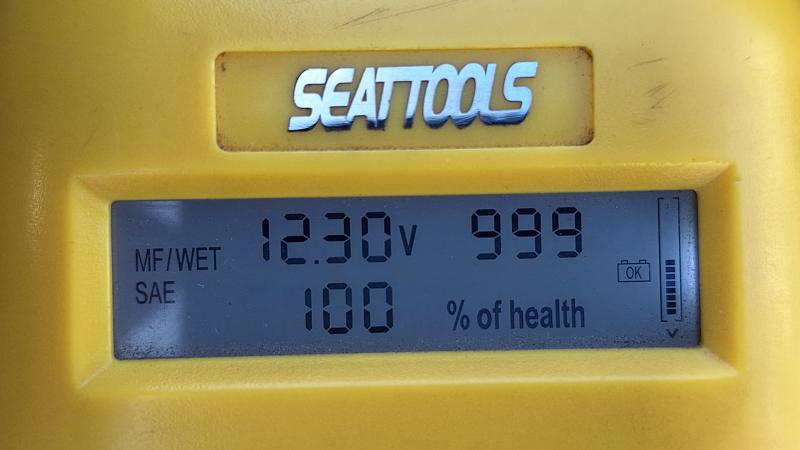 SEATTOOLS
MF/WET 12.30V 999
SAE 100 % of health
OK